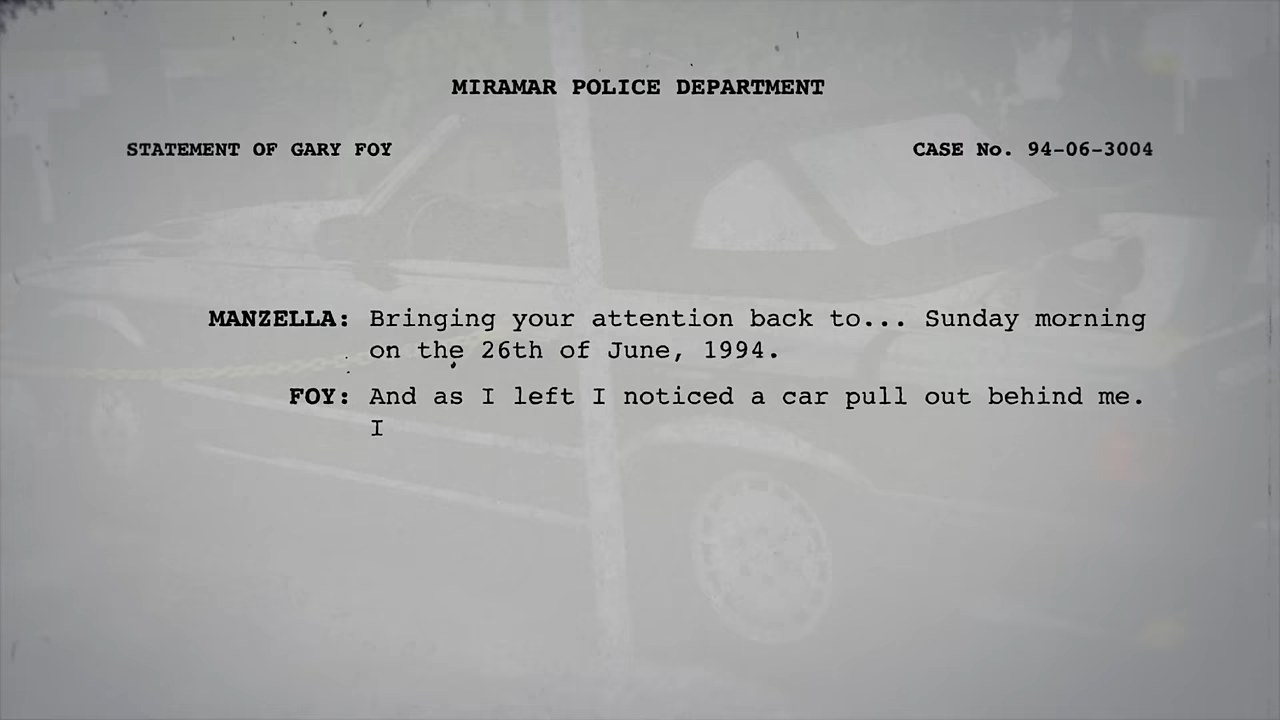 MIRAMAR POLICE DEPARTMENT
STATEMENT OF GARY FOY
CASE No. 94-06-3004
MANZELLA: Bringing your attention back to... Sunday morning
on the 26th of June, 1994.
FOY: And as I left I noticed a car pull out behind me.
I